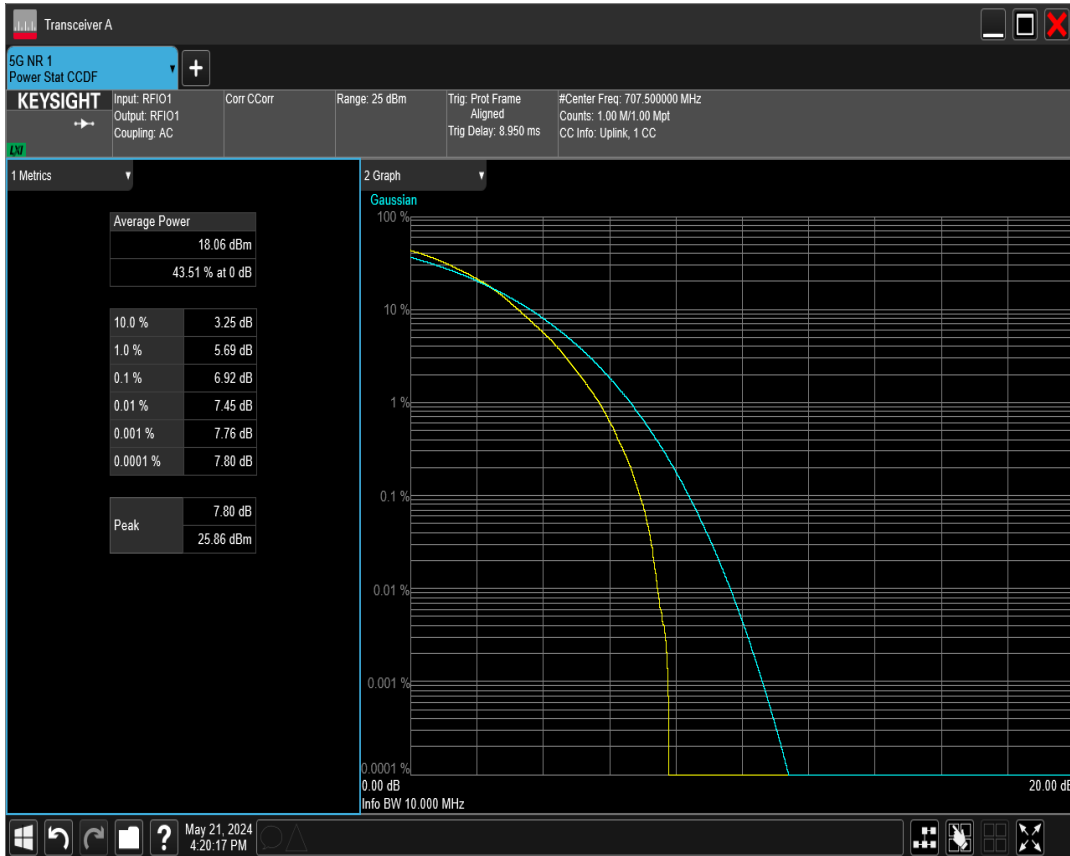 Transceiver A
5G NR 1
Power Stat CCDF
KEYSIGHT
LXI
Input: RFIO1
Output: RFIO1
Coupling: AC
Corr CCorr
Range: 25 dBm
Trig: Prot Frame
Aligned
Trig Delay: 8.950 ms
#Center Freq: 707.500000 MHz
Counts: 1.00 M/1.00 Mpt
CC Info: Uplink, 1 CC
1 Metrics
Average Power
18.06 dBm
43.51 % at 0 dB
10.0 % 3.25 dB
1.0 % 5.69 dB
0.1 % 6.92 dB
0.01 % 7.45 dB
0.001 % 7.76 dB
0.0001 % 7.80 dB
Peak
7.80 dB
25.86 dBm
2 Graph
Gaussian
100 %
10 %
1 %
0.1 %
0.01 %
0.001 %
0.0001 %
0.00 dB 20.00 dB
Info BW 10.000 MHz
May 21, 2024
4:20:17 PM